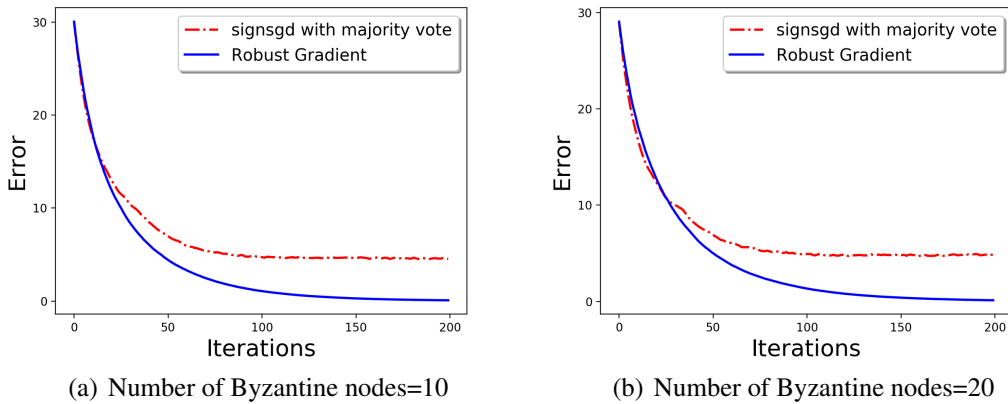 signsgd with majority vote
Robust Gradient
30
20
10
0
Error
0 50 100 150 200
Iterations
(a) Number of Byzantine nodes=10
signsgd with majority vote
Robust Gradient
30
20
10
0
Error
0 50 100 150 200
Iterations
(b) Number of Byzantine nodes=20